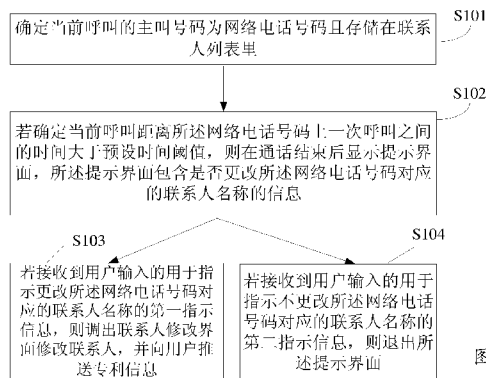 S101
确定当前呼叫的主叫号码为网络电话号码且存储在联系
人列表里
S102
若确定当前呼叫距离所述网络电话号码上一次呼叫之间
的时间大于预设时间阈值，则在通话结束后显示提示界
面，所述提示界面包含是否更改所述网络电话号码对应
的联系人名称的信息
S103
若接收到用户输入的用于指
示更改所述网络电话号码对
应的联系人名称的第一指示
信息，则调出联系人修改界
面修改联系人，并向用户推
送专利信息
S104
若接收到用户输入的用于
指示不更改所述网络电话
号码对应的联系人名称的
第二指示信息，则退出所
述提示界面
图